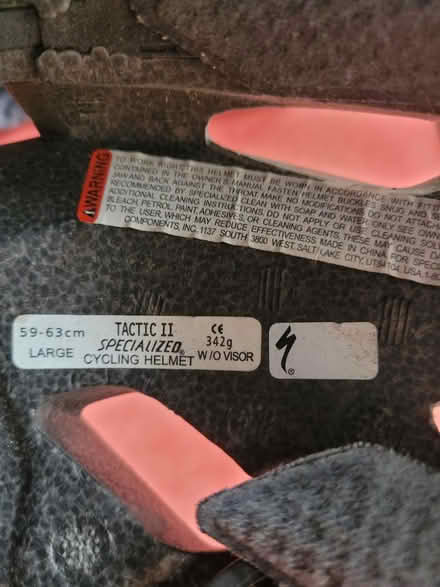 WARNING
TO WORK RIGHT THIS HELMET MUST BE WORN IN ACCORDANCE WITH
CONTAINED IN THE OWNER'S MANUAL. FASTEN HELMET BUCKLES SNUG AND
JAW AND BACK AGAINST THE THROAT. MAKE NO MODIFICATIONS. DO NOT ATTACH
RECOMMENDED BY SPECIALIZED. CLEAN WITH SOAP AND WATER ONLY. SEE OWNER'S
ADDITIONAL CLEANING INSTRUCTIONS. DO NOT APPLY OR USE CLEANING
BLEACH, PETROL, PAINT, ADHESIVES, OR CLEANING AGENTS. THESE MAY
TO THE USER, WHICH MAY REDUCE EFFECTIVENESS. MADE IN CHINA FOR
COMPONENTS, INC. 1137 SOUTH 3800 WEST, SALT LAKE CITY, UT84104, USA.
59-63cm TACTIC II CE
SPECIALIZED® 342g
LARGE CYCLING HELMET W/O VISOR
®